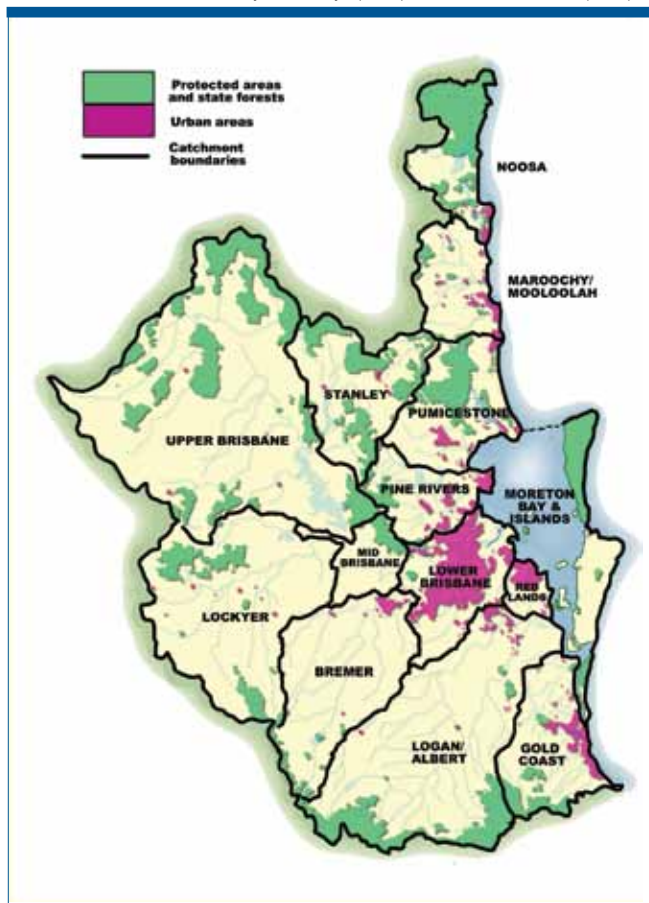 Protected areas
and state forests
Urban areas
Catchment
boundaries
NOOSA
MAROOCHY/
MOOLOOLAH
STANLEY
PUMICESTONE
UPPER BRISBANE
PINE RIVERS
MORETON
BAY &
ISLANDS
MID
BRISBANE
LOWER
BRISBANE
RED
LANDS
LOCKYER
BREMER
LOGAN/
ALBERT
GOLD
COAST